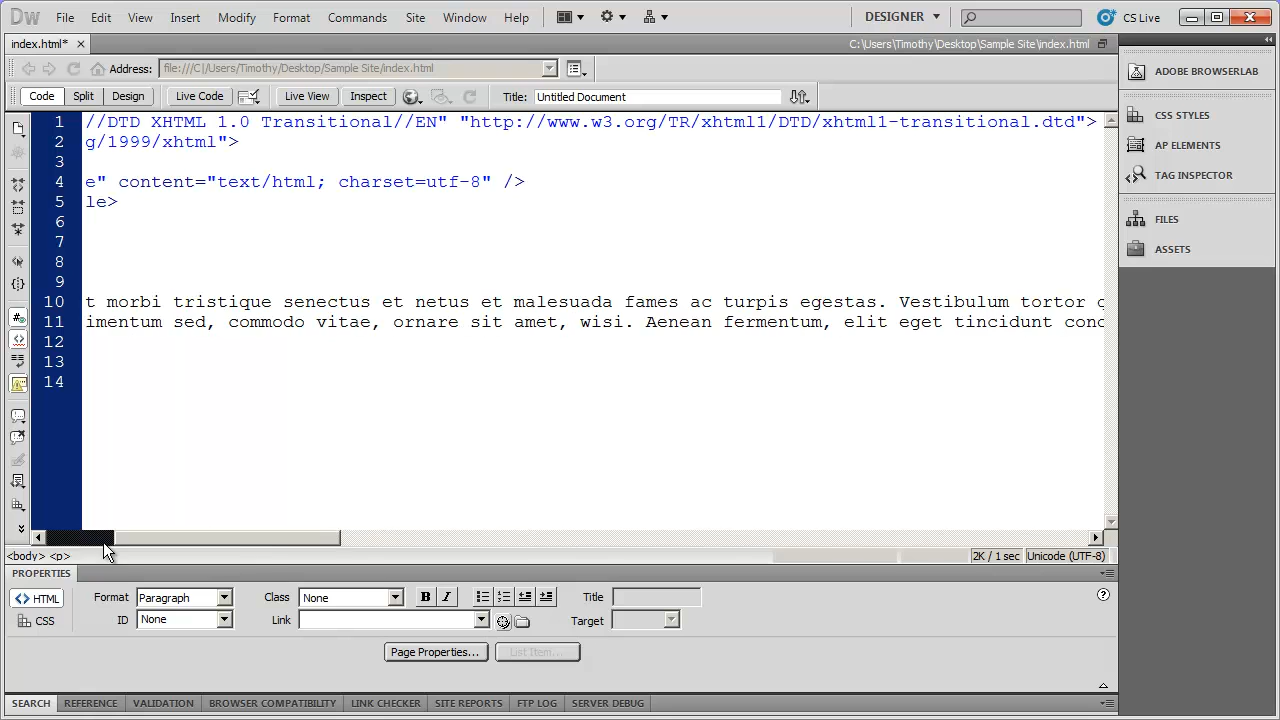 Dw File Edit View Insert Modify Format Commands Site Window Help DESIGNER CS Live
index.html* C:\Users\Timothy\Desktop\Sample Site\index.html
Address: file:///C|/Users/Timothy/Desktop/Sample Site/index.html
Code Split Design Live Code Live View Inspect Title: Untitled Document
ADOBE BROWSERLAB
CSS STYLES
AP ELEMENTS
TAG INSPECTOR
FILES
ASSETS
1 //DTD XHTML 1.0 Transitional//EN" "http://www.w3.org/TR/xhtml1/DTD/xhtml1-transitional.dtd">
2 g/1999/xhtml">
3
4 e" content="text/html; charset=utf-8" />
5 le>
6
7
8
9
10 t morbi tristique senectus et netus et malesuada fames ac turpis egestas. Vestibulum tortor
11 imentum sed, commodo vitae, ornare sit amet, wisi. Aenean fermentum, elit eget tincidunt
12
13
14
<body> <p> 2K / 1 sec Unicode (UTF-8)
PROPERTIES
<> HTML Format Paragraph Class None B I Title
CSS ID None Link Target
Page Properties... List Item...
SEARCH REFERENCE VALIDATION BROWSER COMPATIBILITY LINK CHECKER SITE REPORTS FTP LOG SERVER DEBUG